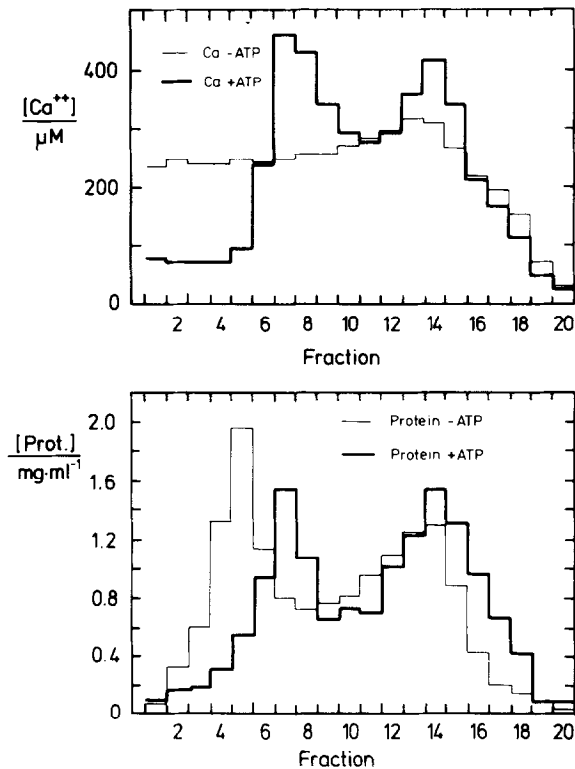 Ca -ATP
Ca +ATP
[Ca⁺⁺]
µM
400
200
0
2 4 6 8 10 12 14 16 18 20
Fraction
Protein -ATP
Protein +ATP
[Prot.]
mg·ml⁻¹
2.0
1.6
1.2
0.8
0.4
0
2 4 6 8 10 12 14 16 18 20
Fraction